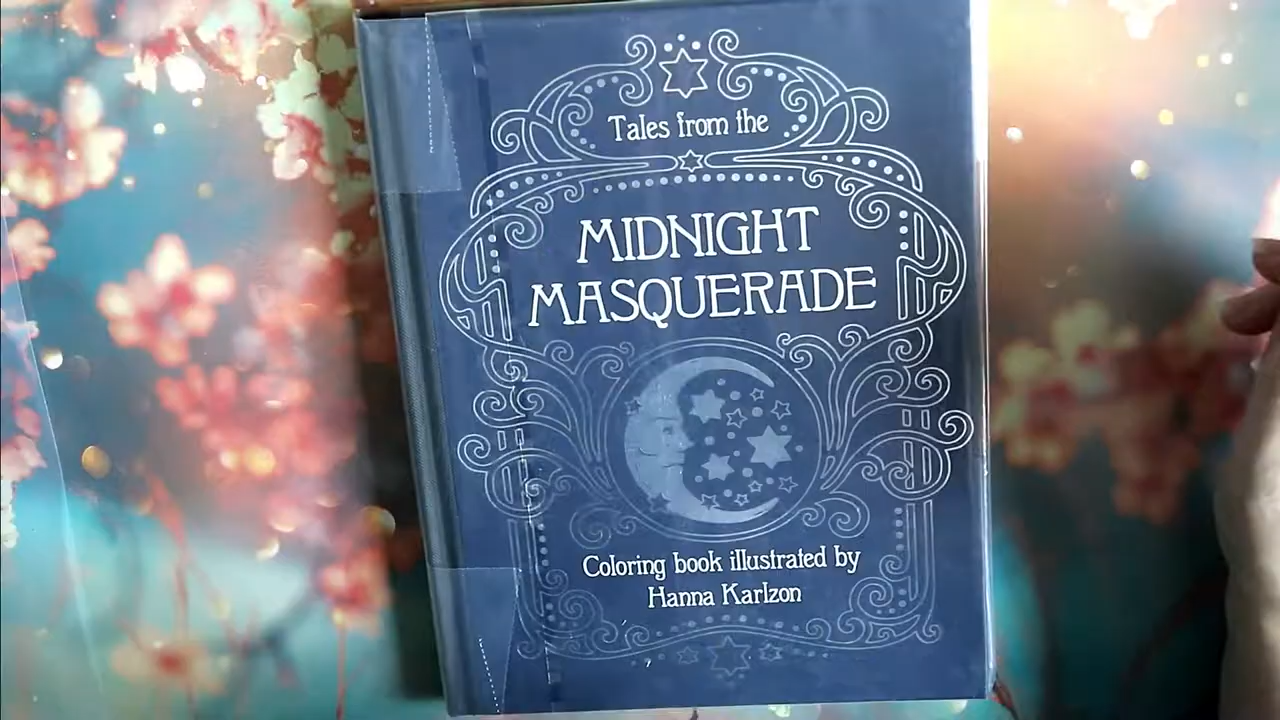 Tales from the
MIDNIGHT
MASQUERADE
Coloring book illustrated by
Hanna Karlzon